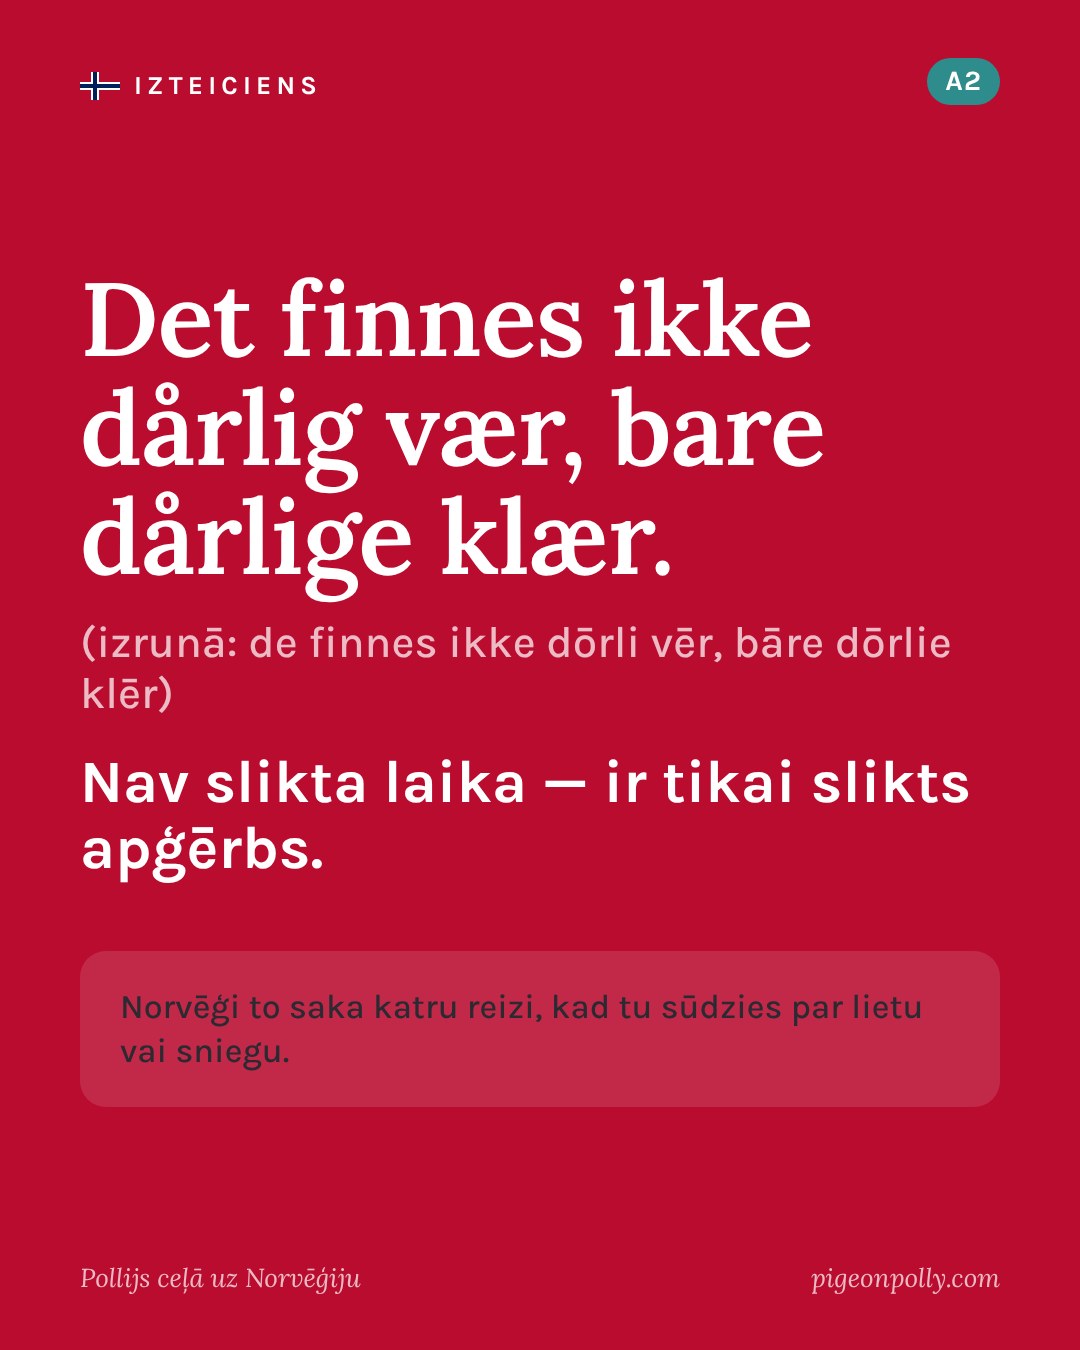 IZTEICIENS
A2
Det finnes ikke
dårlig vær, bare
dårlige klær.
(izrunā: de finnes ikke dōrli vēr, bāre dōrlie
klēr)
Nav slikta laika — ir tikai slikts
apģērbs.
Norvēģi to saka katru reizi, kad tu sūdzies par lietu
vai sniegu.
Pollijs ceļā uz Norvēģiju
pigeonpolly.com